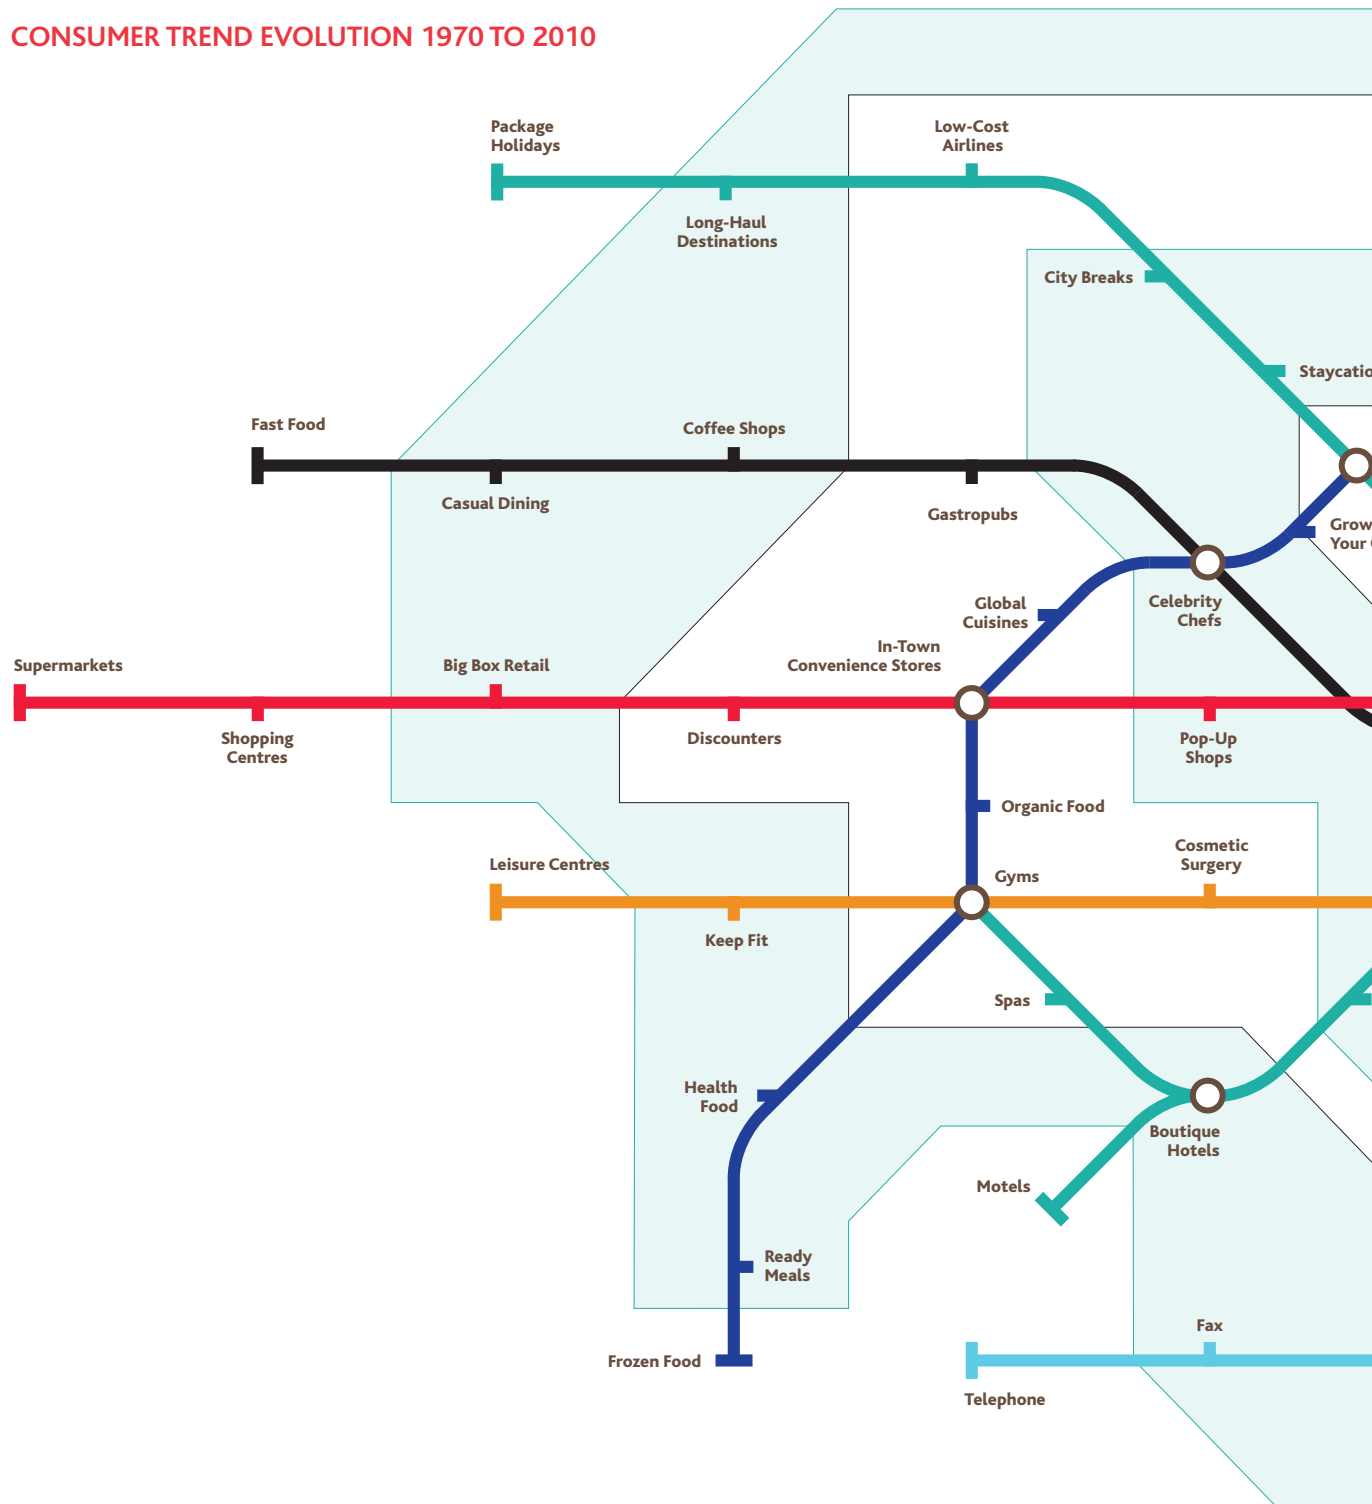 CONSUMER TREND EVOLUTION 1970 TO 2010
Package
Holidays
Low-Cost
Airlines
Long-Haul
Destinations
City Breaks
Staycatio
Fast Food
Coffee Shops
Casual Dining
Gastropubs
Grow
Your
Global
Cuisines
Celebrity
Chefs
In-Town
Convenience Stores
Supermarkets
Big Box Retail
Shopping
Centres
Discounters
Pop-Up
Shops
Organic Food
Leisure Centres
Gyms
Cosmetic
Surgery
Keep Fit
Spas
Health
Food
Boutique
Hotels
Motels
Ready
Meals
Frozen Food
Fax
Telephone